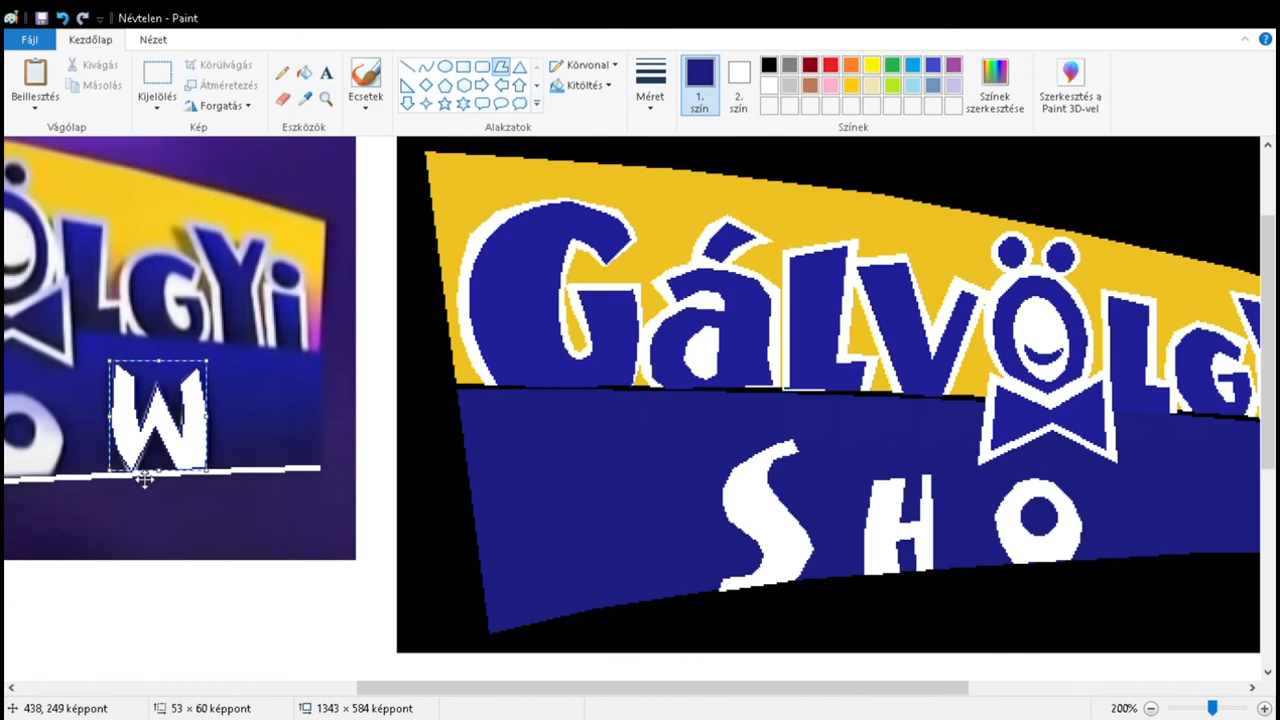 Névtelen - Paint
Fájl Kezdőlap Nézet
Beillesztés
Kivágás
Másolás
Vágólap
Kijelölés
Körülvágás
Átméretezés
Forgatás
Kép
Eszközök
Ecsetek
Alakzatok
Körvonal
Kitöltés
Méret
1. szín
2. szín
Színek
Színek szerkesztése
Szerkesztés a Paint 3D-vel
ÖLGYi
O W
GáLVÖLGY
SHO
438, 249 képpont
53 × 60 képpont
1343 × 584 képpont
200%